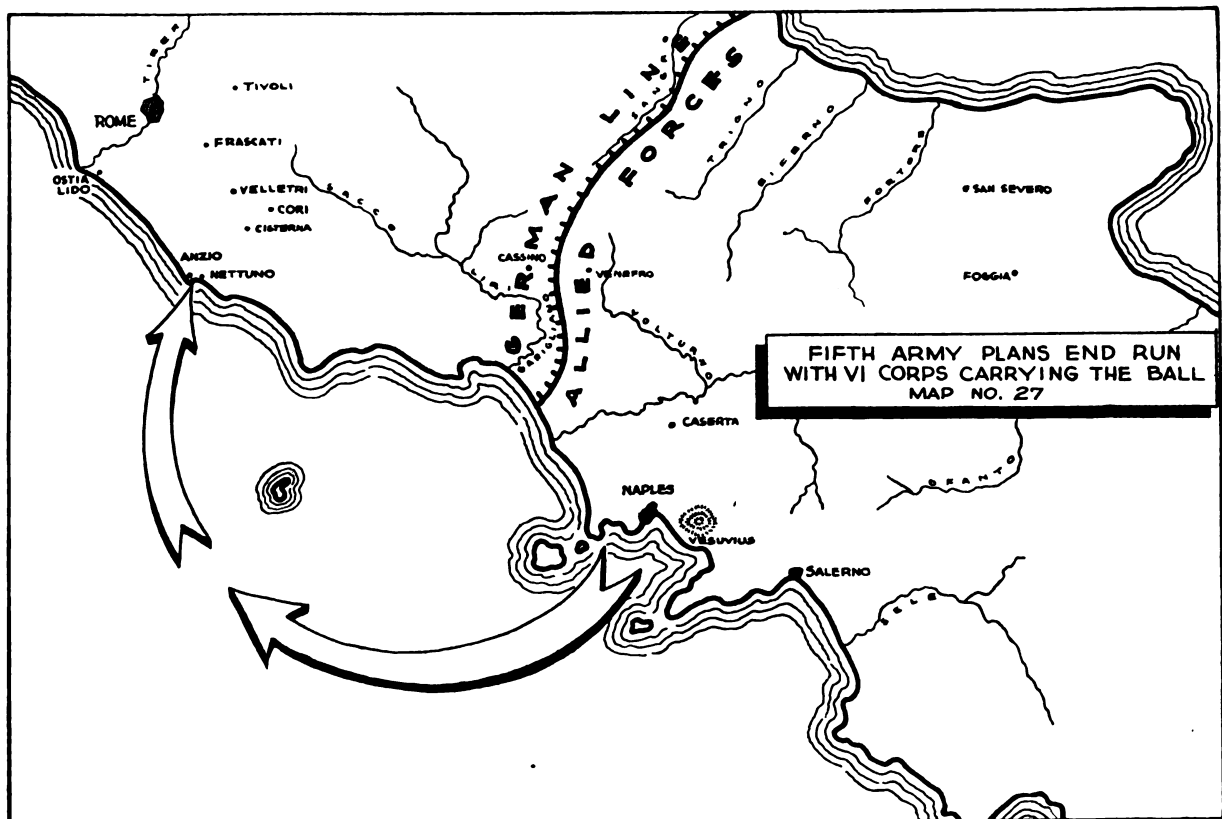 TIBER
ROME
TIVOLI
FRASCATI
OSTIA
LIDO
VELLETRI
CORI
CISTERNA
SACCO
ANZIO
NETTUNO
GERMAN LINE
ALLIED FORCES
SANGRO
TRIGNO
BIFERNO
FORTORE
SAN SEVERO
FOGGIA
CASSINO
LIRI
GARIGLIANO
VENAFRO
VOLTURNO
FIFTH ARMY PLANS END RUN
WITH VI CORPS CARRYING THE BALL
MAP NO. 27
CASERTA
OFANTO
NAPLES
VESUVIUS
SALERNO
SELE